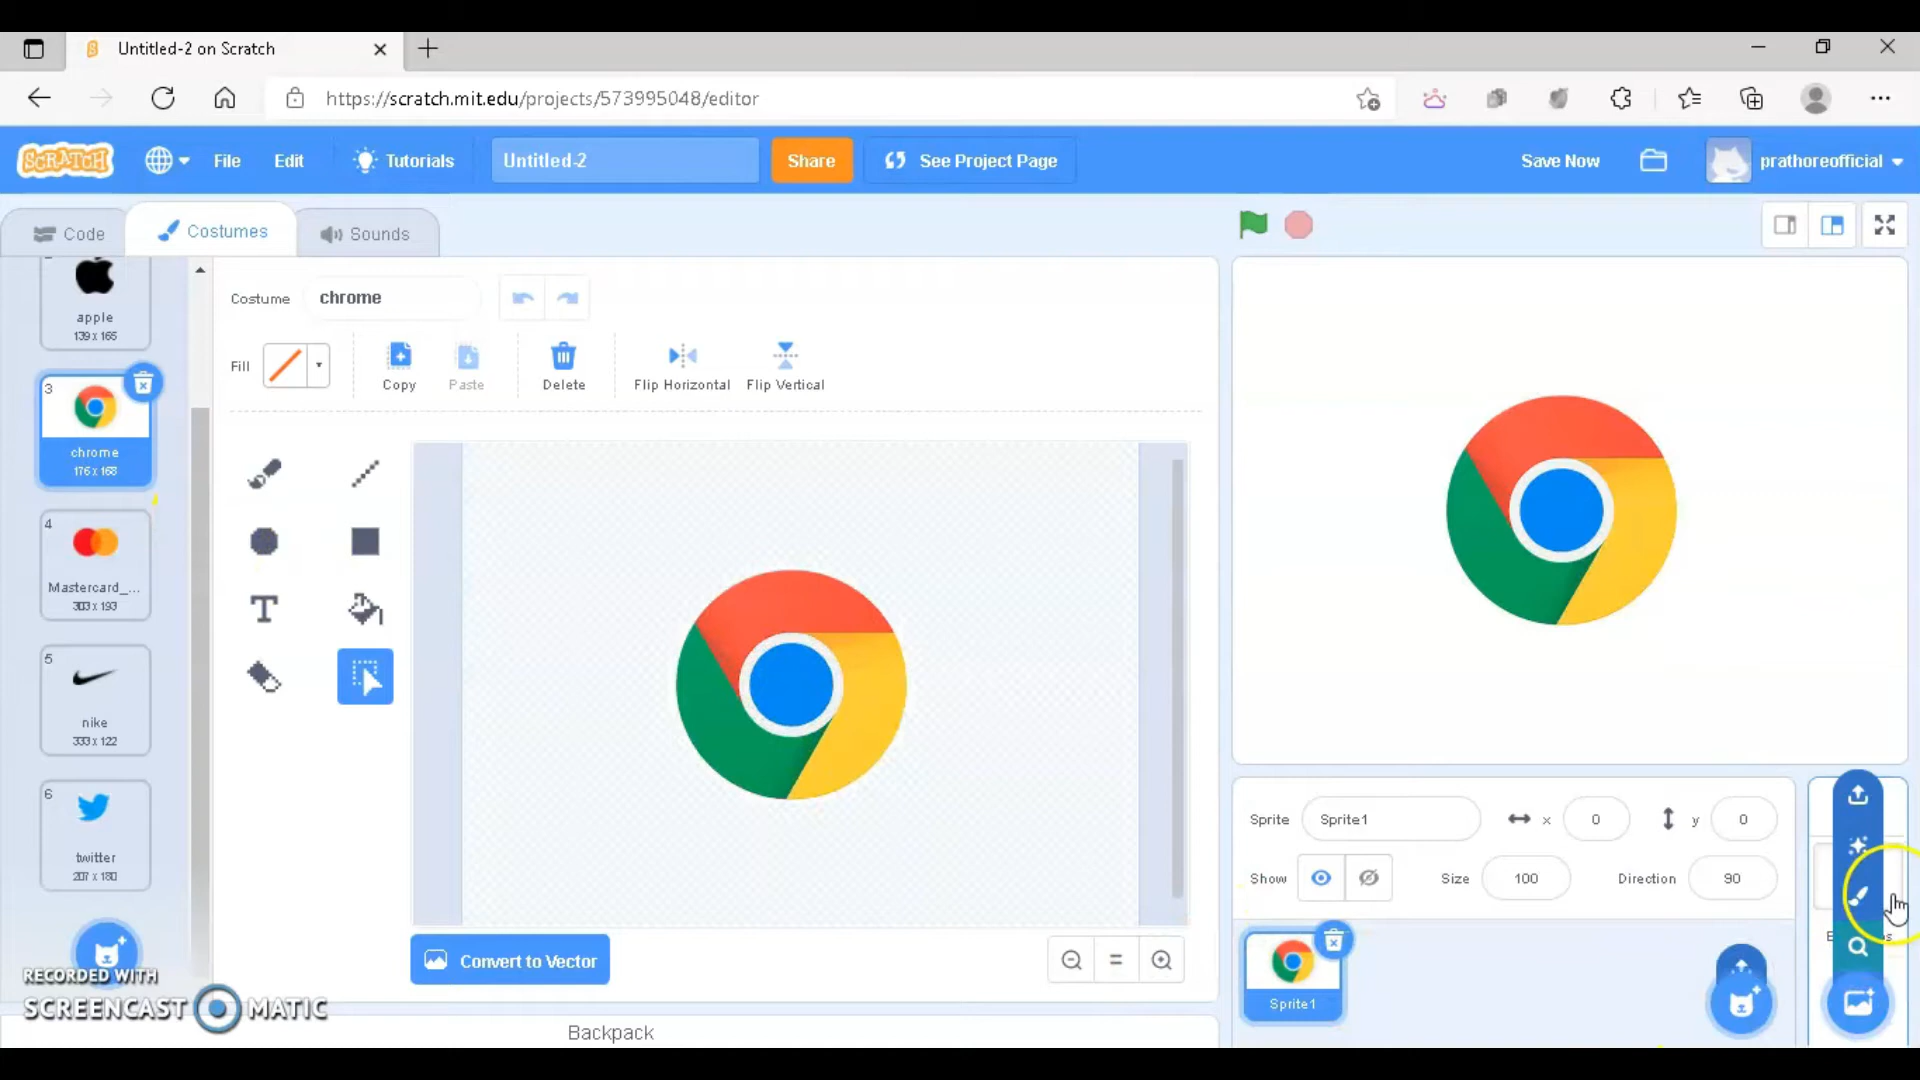 Untitled-2 on Scratch
https://scratch.mit.edu/projects/573995048/editor
SCRATCH
File
Edit
Tutorials
Untitled-2
Share
See Project Page
Save Now
prathoreofficial
Code
Costumes
Sounds
apple
139 x 165
3
chrome
176 x 168
4
Mastercard_...
303 x 193
5
nike
333 x 122
6
twitter
207 x 180
Costume
chrome
Fill
Copy
Paste
Delete
Flip Horizontal
Flip Vertical
Convert to Vector
Backpack
Sprite
Sprite1
x
0
y
0
Show
Size
100
Direction
90
Sprite1
RECORDED WITH
SCREENCAST MATIC